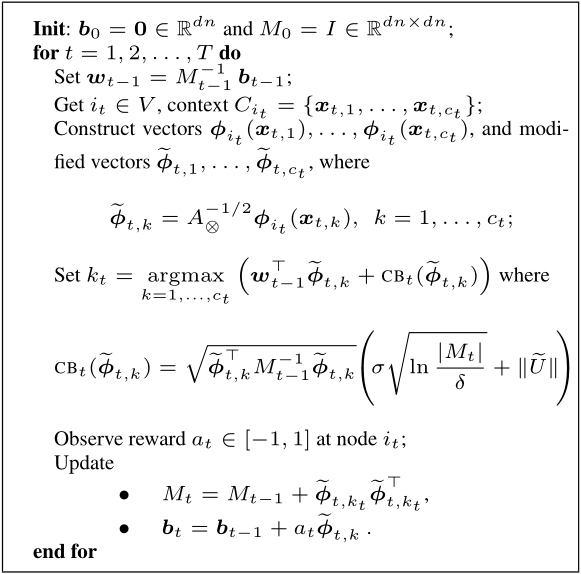 Init: b₀ = 0 ∈ ℝ^{dn} and M₀ = I ∈ ℝ^{dn×dn};
for t = 1, 2, . . . , T do
Set w_{t−1} = M_{t−1}^{−1} b_{t−1};
Get i_t ∈ V, context C_{i_t} = {x_{t,1}, . . . , x_{t,c_t}};
Construct vectors ϕ_{i_t}(x_{t,1}), . . . , ϕ_{i_t}(x_{t,c_t}), and modi-
fied vectors ϕ̃_{t,1}, . . . , ϕ̃_{t,c_t}, where
ϕ̃_{t,k} = A_⊗^{−1/2} ϕ_{i_t}(x_{t,k}), k = 1, . . . , c_t;
Set k_t = argmax_{k=1,...,c_t} (w_{t−1}^⊤ ϕ̃_{t,k} + CB_t(ϕ̃_{t,k})) where
CB_t(ϕ̃_{t,k}) = √(ϕ̃_{t,k}^⊤ M_{t−1}^{−1} ϕ̃_{t,k}) (σ √(ln |M_t|/δ) + ‖Ũ‖)
Observe reward a_t ∈ [−1, 1] at node i_t;
Update
• M_t = M_{t−1} + ϕ̃_{t,k_t} ϕ̃_{t,k_t}^⊤,
• b_t = b_{t−1} + a_t ϕ̃_{t,k} .
end for